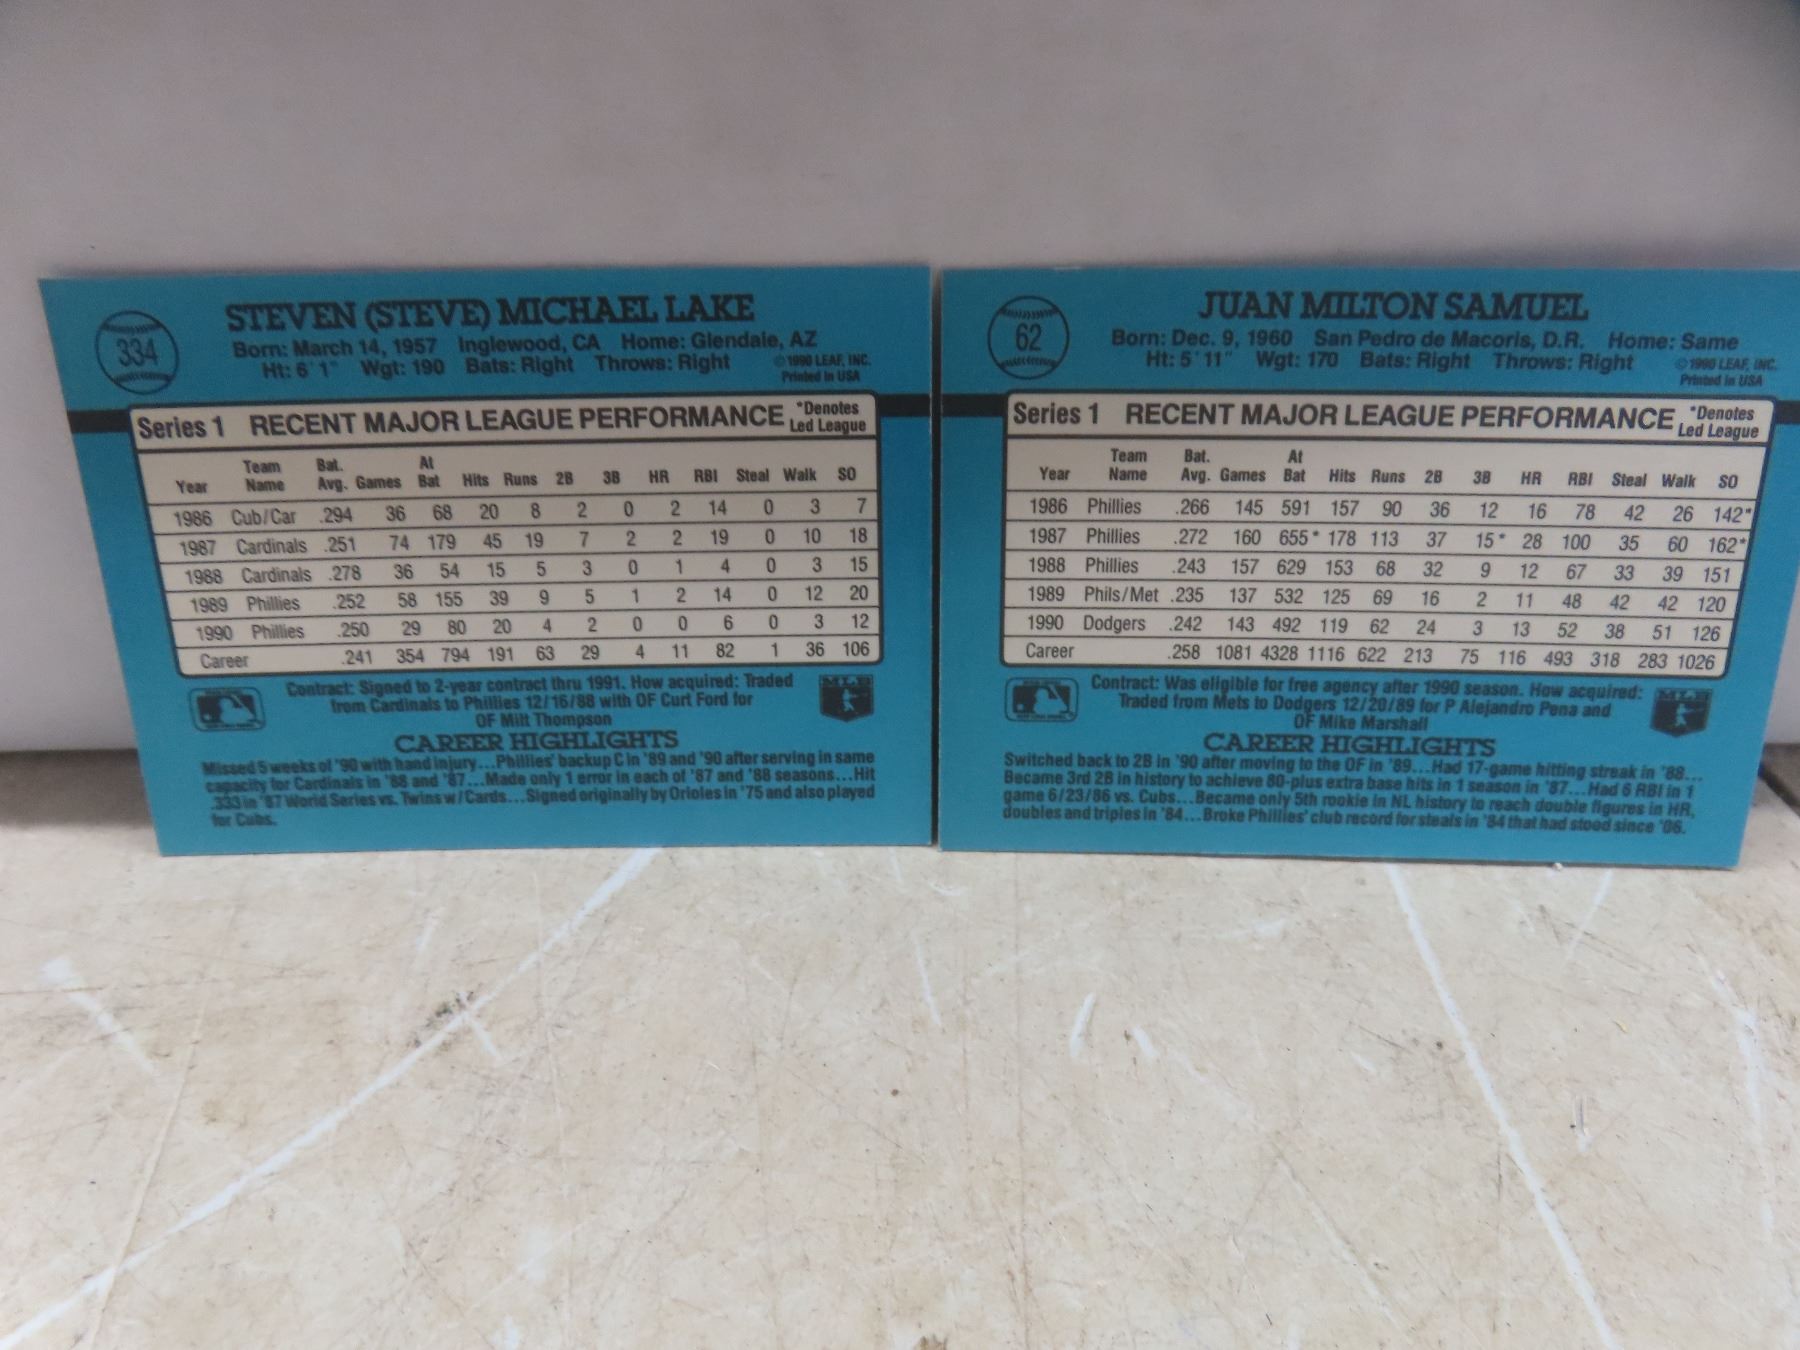 334
STEVEN (STEVE) MICHAEL LAKE
Born: March 14, 1957 Inglewood, CA Home: Glendale, AZ
Ht: 6'1" Wgt: 190 Bats: Right Throws: Right
©1990 LEAF, INC.
Printed in USA
Series 1 RECENT MAJOR LEAGUE PERFORMANCE *Denotes
Led League
Year Team Name Bat. Avg. Games At Bat Hits Runs 2B 3B HR RBI Steal Walk SO
1986 Cub/Car .294 36 68 20 8 2 0 2 14 0 3 7
1987 Cardinals .251 74 179 45 19 7 2 2 19 0 10 18
1988 Cardinals .278 36 54 15 5 3 0 1 4 0 3 15
1989 Phillies .252 58 155 39 9 5 1 2 14 0 12 20
1990 Phillies .250 29 80 20 4 2 0 0 6 0 3 12
Career .241 354 794 191 63 29 4 11 82 1 36 106
Contract: Signed to 2-year contract thru 1991. How acquired: Traded
from Cardinals to Phillies 12/16/88 with OF Curt Ford for
OF Milt Thompson
CAREER HIGHLIGHTS
Missed 5 weeks of '90 with hand injury...Phillies' backup C in '89 and '90 after serving in same
capacity for Cardinals in '88 and '87...Made only 1 error in each of '87 and '88 seasons...Hit
.333 in '87 World Series vs. Twins w/Cards...Signed originally by Orioles in '75 and also played
for Cubs.
62
JUAN MILTON SAMUEL
Born: Dec. 9, 1960 San Pedro de Macoris, D.R. Home: Same
Ht: 5'11" Wgt: 170 Bats: Right Throws: Right
©1990 LEAF, INC.
Printed in USA
Series 1 RECENT MAJOR LEAGUE PERFORMANCE *Denotes
Led League
Year Team Name Bat. Avg. Games At Bat Hits Runs 2B 3B HR RBI Steal Walk SO
1986 Phillies .266 145 591 157 90 36 12 16 78 42 26 142*
1987 Phillies .272 160 655* 178 113 37 15* 28 100 35 60 162*
1988 Phillies .243 157 629 153 68 32 9 12 67 33 39 151
1989 Phils/Met .235 137 532 125 69 16 2 11 48 42 42 120
1990 Dodgers .242 143 492 119 62 24 3 13 52 38 51 126
Career .258 1081 4328 1116 622 213 75 116 493 318 283 1026
Contract: Was eligible for free agency after 1990 season. How acquired:
Traded from Mets to Dodgers 12/20/89 for P Alejandro Pena and
OF Mike Marshall
CAREER HIGHLIGHTS
Switched back to 2B in '90 after moving to the OF in '89...Had 17-game hitting streak in '88...
Became 3rd 2B in history to achieve 80-plus extra base hits in 1 season in '87...Had 6 RBI in 1
game 6/23/86 vs. Cubs...Became only 5th rookie in NL history to reach double figures in HR,
doubles and triples in '84...Broke Phillies' club record for steals in '84 that had stood since '06.